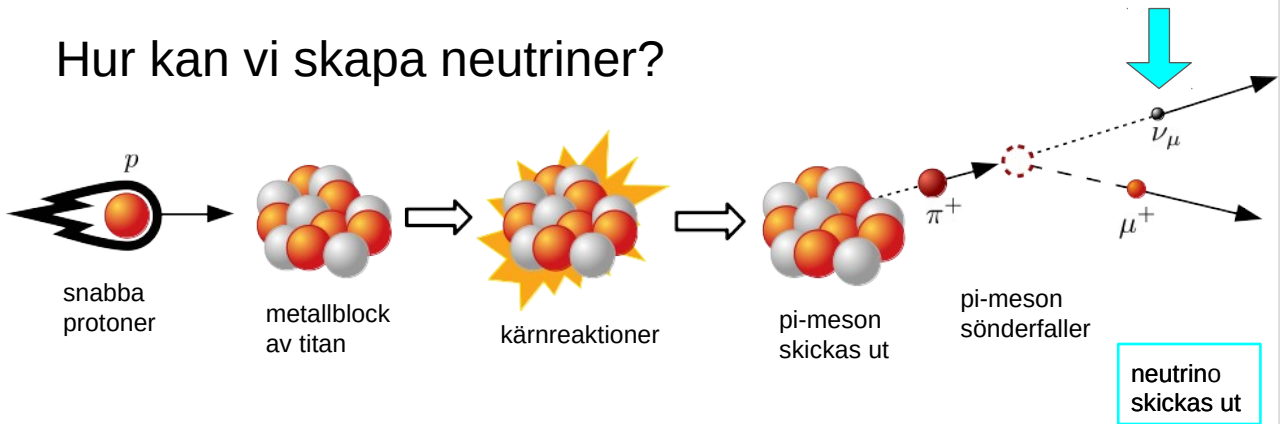 Hur kan vi skapa neutriner?
p
snabba
protoner
metallblock
av titan
kärnreaktioner
pi-meson
skickas ut
π⁺
pi-meson
sönderfaller
ν_μ
μ⁺
neutrino
skickas ut